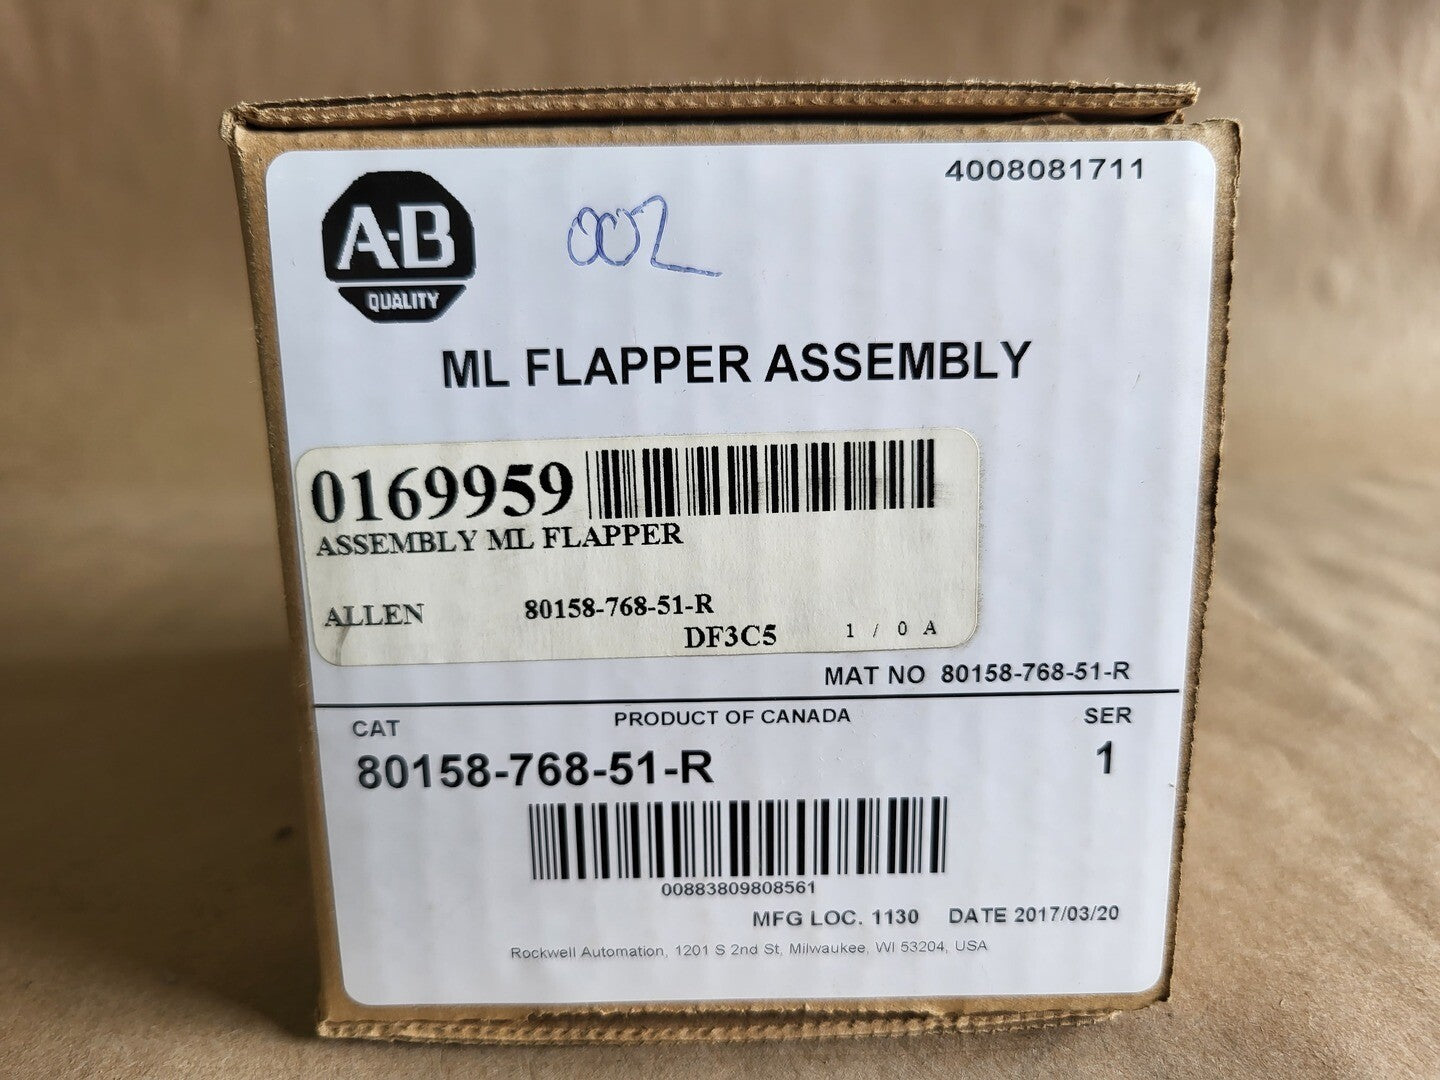 4008081711
A-B
QUALITY
002
ML FLAPPER ASSEMBLY
0169959
ASSEMBLY ML FLAPPER
ALLEN 80158-768-51-R
DF3C5 1 / 0 A
MAT NO 80158-768-51-R
CAT PRODUCT OF CANADA SER
80158-768-51-R 1
00883809808561
MFG LOC. 1130 DATE 2017/03/20
Rockwell Automation, 1201 S 2nd St, Milwaukee, WI 53204, USA